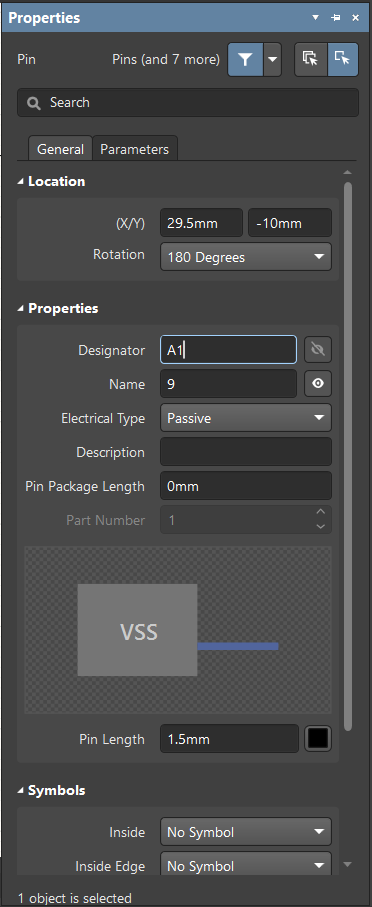 Properties
Pin Pins (and 7 more)
Search
General Parameters
Location
(X/Y) 29.5mm -10mm
Rotation 180 Degrees
Properties
Designator A1
Name 9
Electrical Type Passive
Description
Pin Package Length 0mm
Part Number 1
VSS
Pin Length 1.5mm
Symbols
Inside No Symbol
Inside Edge No Symbol
1 object is selected